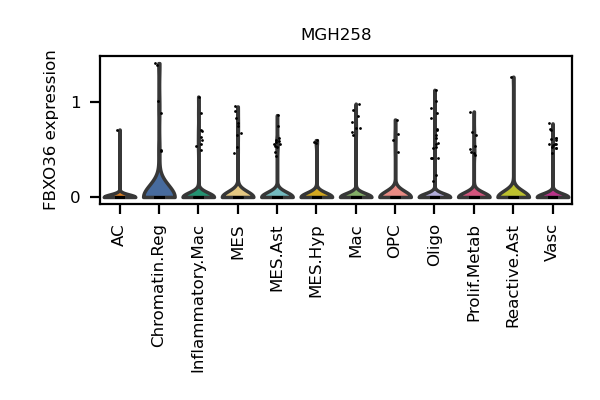 MGH258
FBXO36 expression
1
0
AC
Chromatin.Reg
Inflammatory.Mac
MES
MES.Ast
MES.Hyp
Mac
OPC
Oligo
Prolif.Metab
Reactive.Ast
Vasc